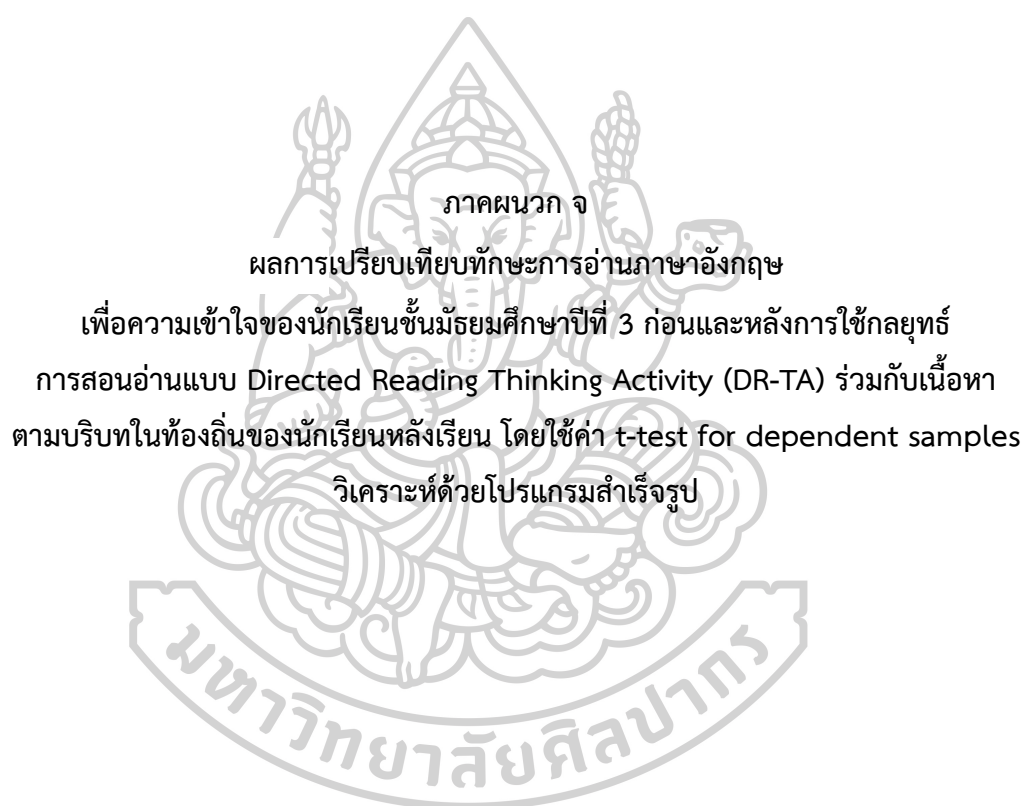 ภาคผนวก จ
ผลการเปรียบเทียบทักษะการอ่านภาษาอังกฤษ
เพื่อความเข้าใจของนักเรียนชั้นมัธยมศึกษาปีที่ 3 ก่อนและหลังการใช้กลยุทธ์
การสอนอ่านแบบ Directed Reading Thinking Activity (DR-TA) ร่วมกับเนื้อหา
ตามบริบทในท้องถิ่นของนักเรียนหลังเรียน โดยใช้ค่า t-test for dependent samples
วิเคราะห์ด้วยโปรแกรมสำเร็จรูป
มหาวิทยาลัยศิลปากร